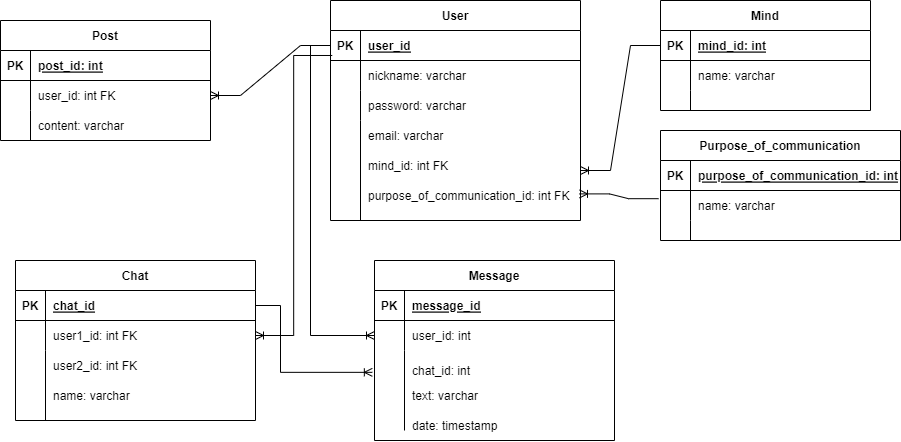 Post
PK post_id: int
user_id: int FK
content: varchar
User
PK user_id
nickname: varchar
password: varchar
email: varchar
mind_id: int FK
purpose_of_communication_id: int FK
Mind
PK mind_id: int
name: varchar
Purpose_of_communication
PK purpose_of_communication_id: int
name: varchar
Chat
PK chat_id
user1_id: int FK
user2_id: int FK
name: varchar
Message
PK message_id
user_id: int
chat_id: int
text: varchar
date: timestamp